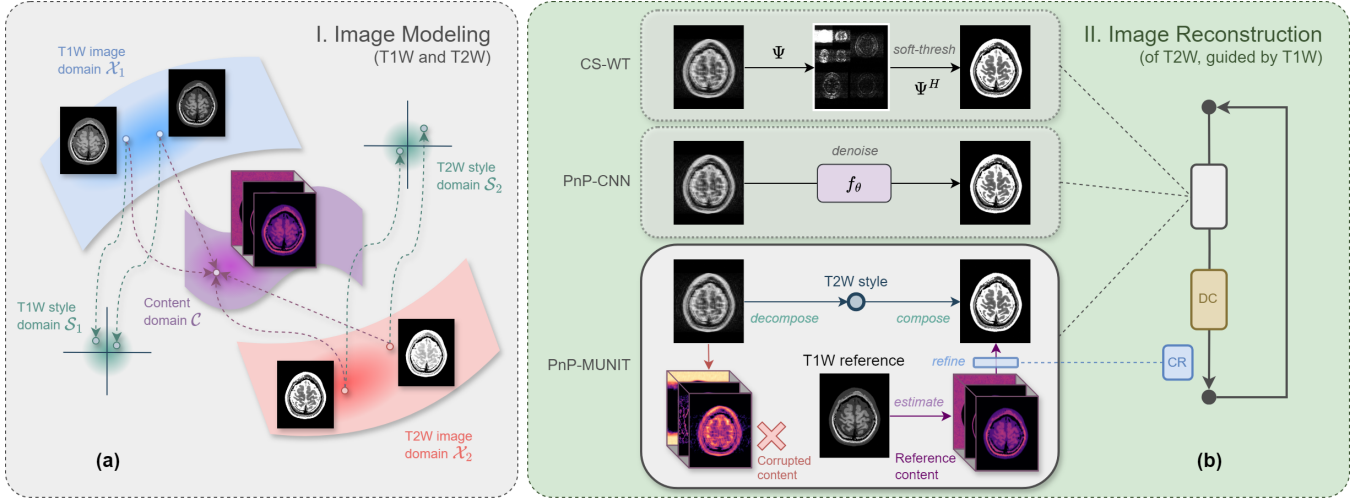 I. Image Modeling
(T1W and T2W)
T1W image
domain 𝒳₁
T2W style
domain 𝒮₂
T1W style
domain 𝒮₁
Content
domain 𝒞
T2W image
domain 𝒳₂
(a)
II. Image Reconstruction
(of T2W, guided by T1W)
CS-WT
Ψ
soft-thresh
Ψᴴ
PnP-CNN
denoise
f_θ
PnP-MUNIT
T2W style
decompose
compose
T1W reference
refine
estimate
Corrupted
content
Reference
content
DC
CR
(b)